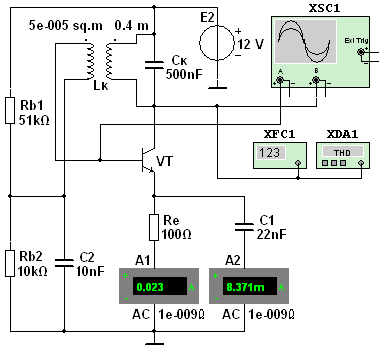 XSC1
5e-005 sq.m 0.4 m
E2
12 V
Ext Trig
A B
Lк
Cк
500nF
Rb1
51kΩ
XFC1
123
XDA1
THD
VT
Re
100Ω
C1
22nF
Rb2
10kΩ
C2
10nF
A1
0.023 A
AC 1e-009Ω
A2
8.371m A
AC 1e-009Ω